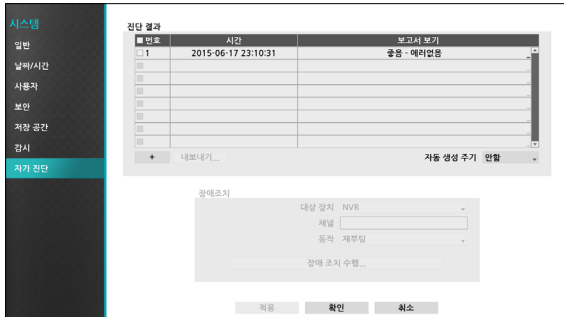 시스템
일반
날짜/시간
사용자
보안
저장 공간
감시
자가 진단
진단 결과
번호 시간 보고서 보기
1 2015-06-17 23:10:31 좋음 - 에러없음
+ 내보내기... 자동 생성 주기 안함
장애조치
대상 장치 NVR
채널
동작 재부팅
장애 조치 수행...
적용 확인 취소